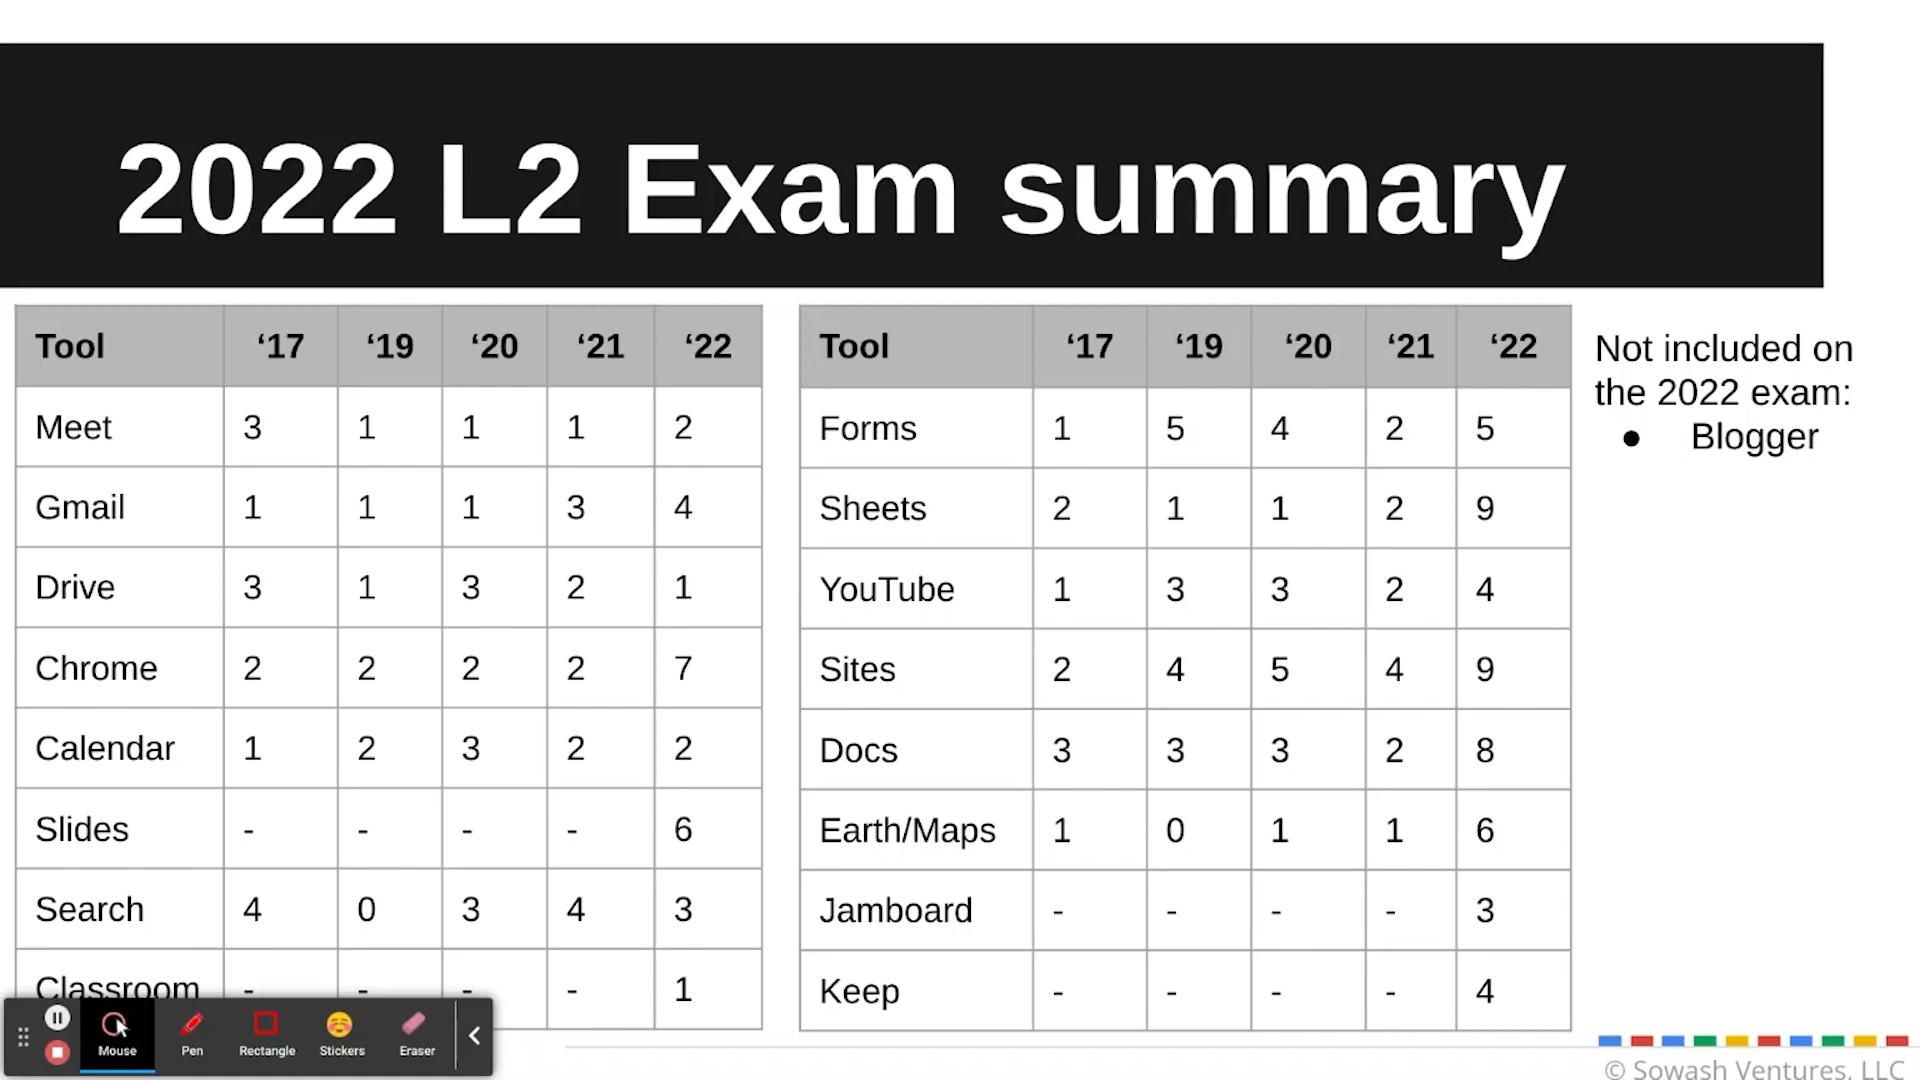 2022 L2 Exam summary
Tool ‘17 ‘19 ‘20 ‘21 ‘22
Meet 3 1 1 1 2
Gmail 1 1 1 3 4
Drive 3 1 3 2 1
Chrome 2 2 2 2 7
Calendar 1 2 3 2 2
Slides - - - - 6
Search 4 0 3 4 3
Classroom - - - - 1
Tool ‘17 ‘19 ‘20 ‘21 ‘22
Forms 1 5 4 2 5
Sheets 2 1 1 2 9
YouTube 1 3 3 2 4
Sites 2 4 5 4 9
Docs 3 3 3 2 8
Earth/Maps 1 0 1 1 6
Jamboard - - - - 3
Keep - - - - 4
Not included on
the 2022 exam:
● Blogger
Mouse Pen Rectangle Stickers Eraser
© Sowash Ventures, LLC